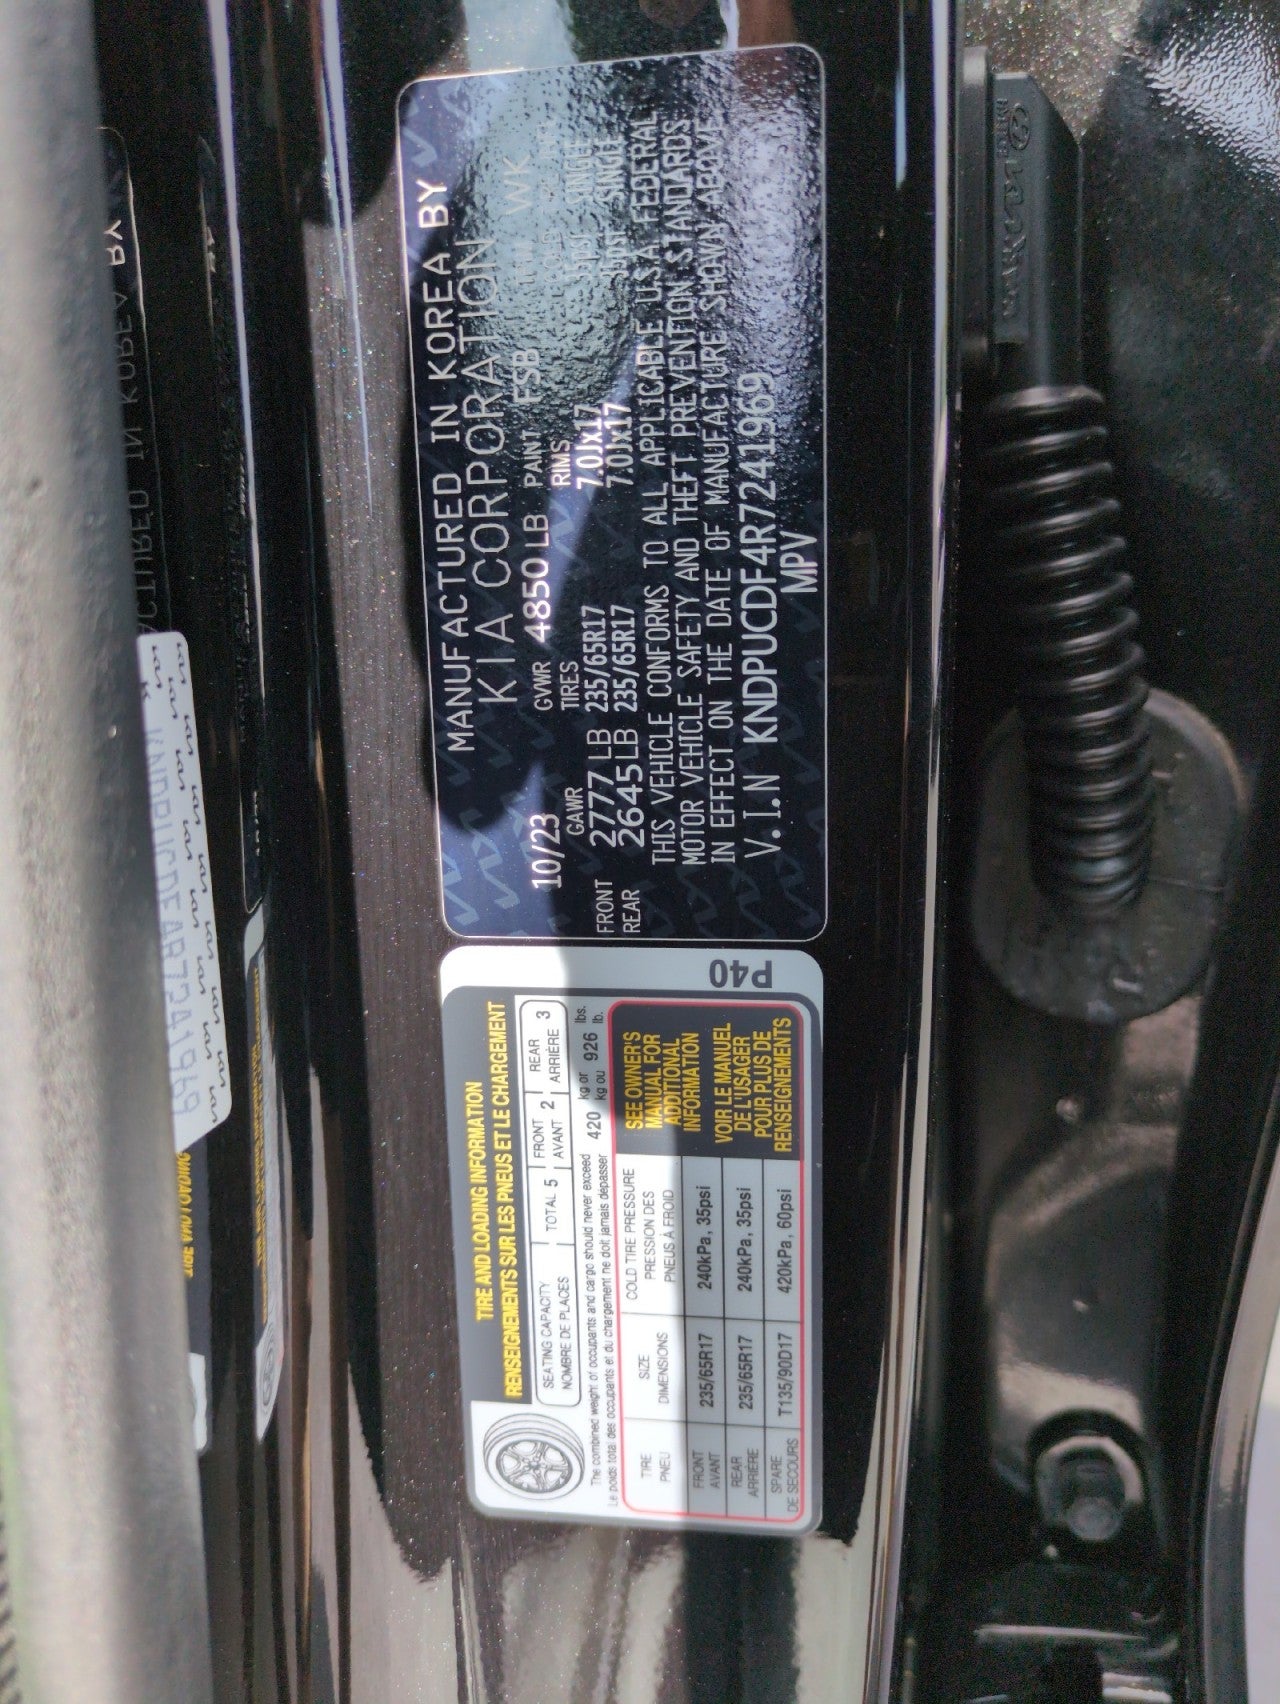 MANUFACTURED IN KOREA BY
KIA CORPORATION
10/23 GVWR 4850 LB PAINT FSB WK
GAWR TIRES RIMS
FRONT 2777 LB 235/65R17 7.0Jx17 SINGLE
REAR 2645 LB 235/65R17 7.0Jx17 SINGLE
THIS VEHICLE CONFORMS TO ALL APPLICABLE U.S.A FEDERAL
MOTOR VEHICLE SAFETY AND THEFT PREVENTION STANDARDS
IN EFFECT ON THE DATE OF MANUFACTURE SHOWN ABOVE
V.I.N KNDPUCDF4R7241969
MPV
P40
TIRE AND LOADING INFORMATION
RENSEIGNEMENTS SUR LES PNEUS ET LE CHARGEMENT
SEATING CAPACITY
NOMBRE DE PLACES
TOTAL 5
FRONT
AVANT 2
REAR
ARRIÈRE 3
The combined weight of occupants and cargo should never exceed 420 kg or 926 lbs.
Le poids total des occupants et du chargement ne doit jamais depasser kg ou lb.
TIRE SIZE COLD TIRE PRESSURE
PNEU DIMENSIONS PRESSION DES
PNEUS À FROID
FRONT
AVANT 235/65R17 240kPa, 35psi
REAR
ARRIÈRE 235/65R17 240kPa, 35psi
SPARE
DE SECOURS T135/90D17 420kPa, 60psi
SEE OWNER'S
MANUAL FOR
ADDITIONAL
INFORMATION
VOIR LE MANUEL
DE L'USAGER
POUR PLUS DE
RENSEIGNEMENTS